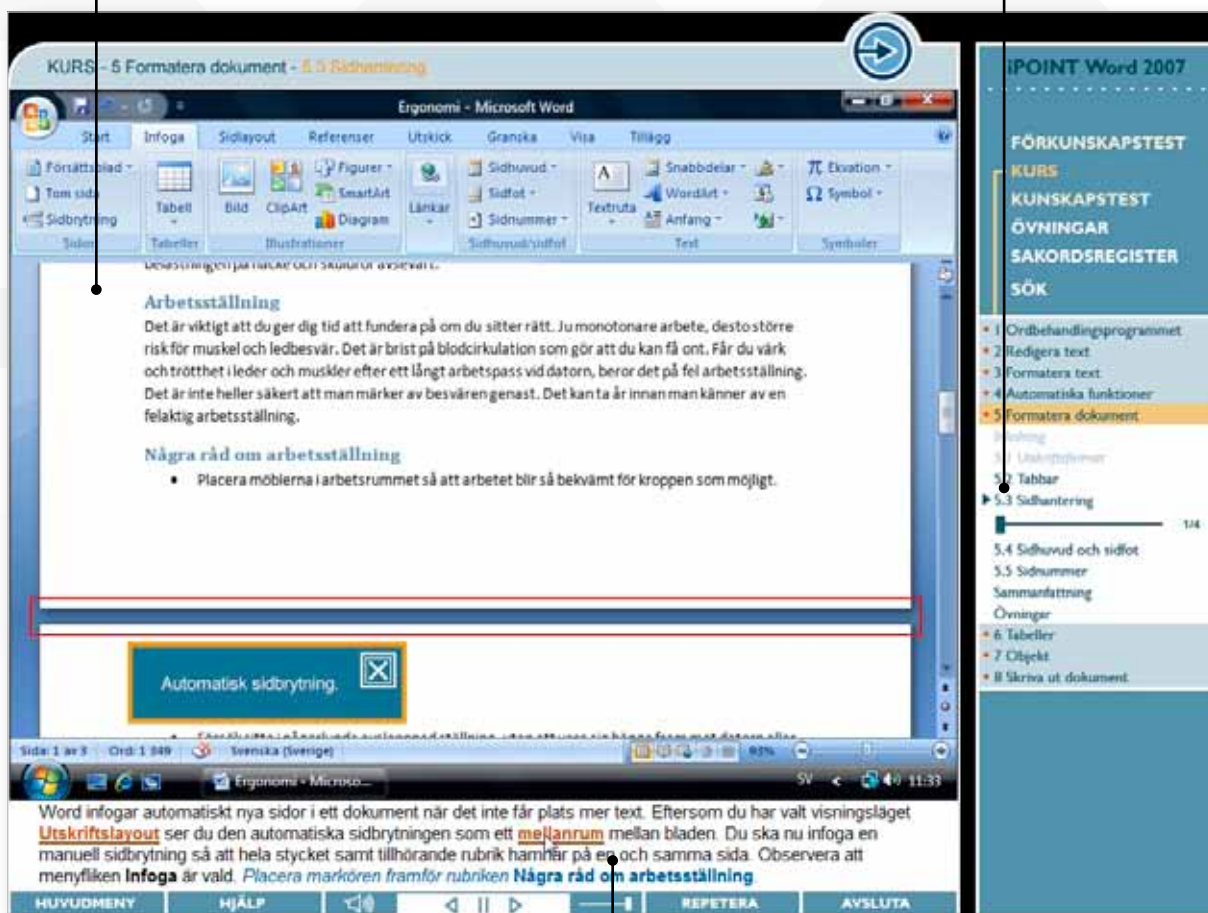 KURS - 5 Formatera dokument - 5.3 Sidhantering
Ergonomi - Microsoft Word
Start Infoga Sidlayout Referenser Utskick Granska Visa Tillägg
Försättsblad
Tom sida
Sidbrytning
Sidor
Tabell
Tabeller
Bild ClipArt
Figurer
SmartArt
Diagram
Illustrationer
Länkar
Sidhuvud
Sidfot
Sidnummer
Sidhuvud/sidfot
Textruta
Snabbdelar
WordArt
Anfang
Text
π Ekvation
Ω Symbol
Symboler
belastningen på nacke och skuldror avsevärt.
Arbetsställning
Det är viktigt att du ger dig tid att fundera på om du sitter rätt. Ju monotonare arbete, desto större
risk för muskel och ledbesvär. Det är brist på blodcirkulation som gör att du kan få ont. Får du värk
och trötthet i leder och muskler efter ett långt arbetspass vid datorn, beror det på fel arbetsställning.
Det är inte heller säkert att man märker av besvären genast. Det kan ta år innan man känner av en
felaktig arbetsställning.
Några råd om arbetsställning
• Placera möblerna i arbetsrummet så att arbetet blir så bekvämt för kroppen som möjligt.
Automatisk sidbrytning.
Sida: 1 av 3 Ord: 1 049 Svenska (Sverige) 93%
Ergonomi - Microso... SV < 11:33
Word infogar automatiskt nya sidor i ett dokument när det inte får plats mer text. Eftersom du har valt visningsläget
Utskriftslayout ser du den automatiska sidbrytningen som ett mellanrum mellan bladen. Du ska nu infoga en
manuell sidbrytning så att hela stycket samt tillhörande rubrik hamnar på en och samma sida. Observera att
menyfliken Infoga är vald. Placera markören framför rubriken Några råd om arbetsställning.
HUVUDMENY HJÄLP REPETERA AVSLUTA
iPOINT Word 2007
FÖRKUNSKAPSTEST
KURS
KUNSKAPSTEST
ÖVNINGAR
SAKORDSREGISTER
SÖK
1 Ordbehandlingsprogrammet
2 Redigera text
3 Formatera text
4 Automatiska funktioner
5 Formatera dokument
Inledning
5.1 Utskriftsformat
5.2 Tabbar
5.3 Sidhantering
1/4
5.4 Sidhuvud och sidfot
5.5 Sidnummer
Sammanfattning
Övningar
6 Tabeller
7 Objekt
8 Skriva ut dokument